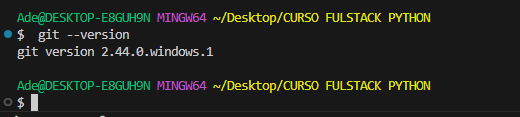 Ade@DESKTOP-E8GUH9N MINGW64 ~/Desktop/CURSO FULSTACK PYTHON
$  git --version
git version 2.44.0.windows.1
Ade@DESKTOP-E8GUH9N MINGW64 ~/Desktop/CURSO FULSTACK PYTHON
$